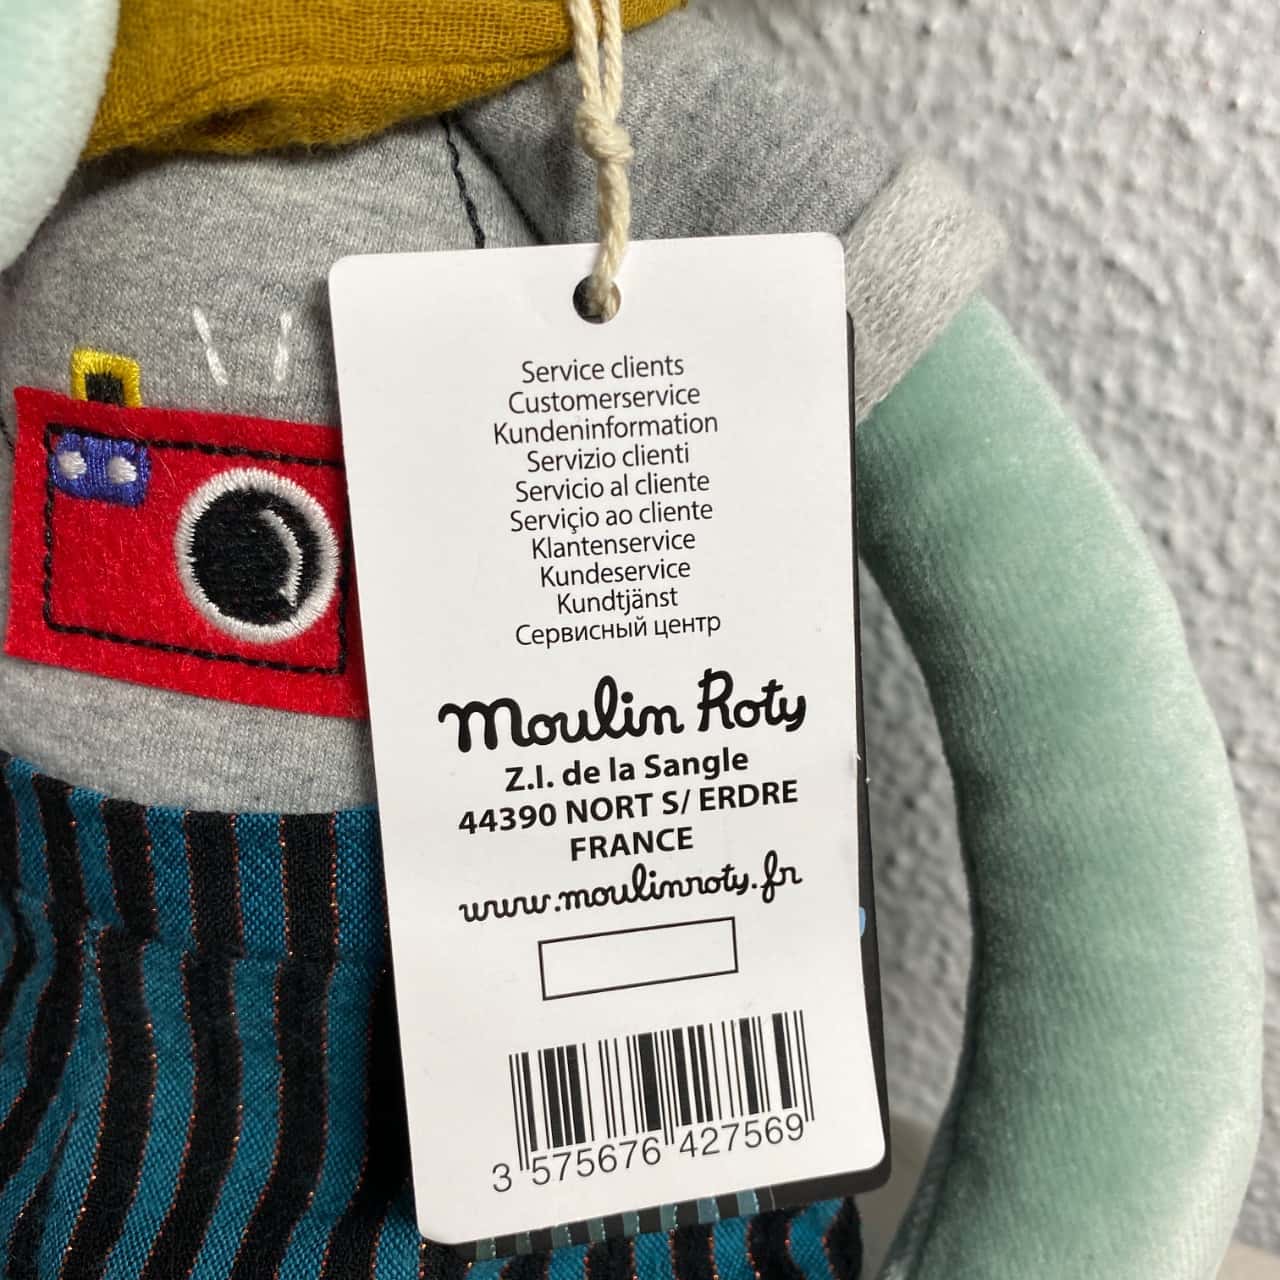 Service clients
Customerservice
Kundeninformation
Servizio clienti
Servicio al cliente
Serviçio ao cliente
Klantenservice
Kundeservice
Kundtjänst
Сервисный центр
Moulin Roty
Z.I. de la Sangle
44390 NORT S/ ERDRE
FRANCE
www.moulinroty.fr
3 575676 427569